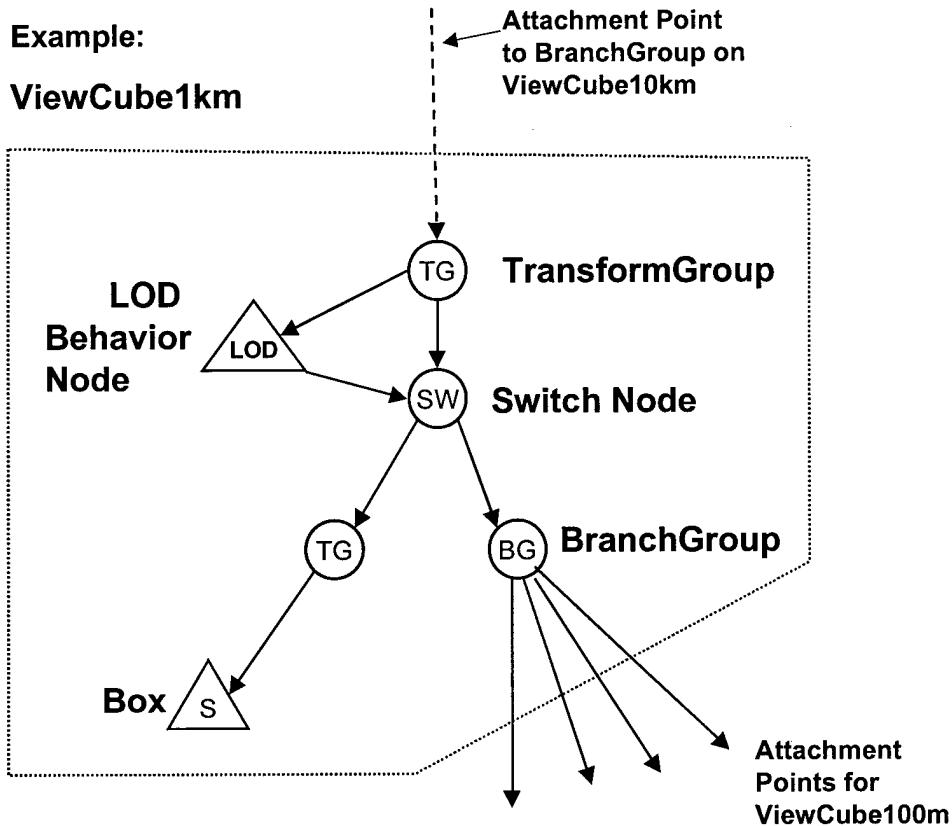 Example:
ViewCube1km
Attachment Point
to BranchGroup on
ViewCube10km
TG
TransformGroup
LOD
Behavior
Node
LOD
SW
Switch Node
TG
BG
BranchGroup
Box
S
Attachment
Points for
ViewCube100m